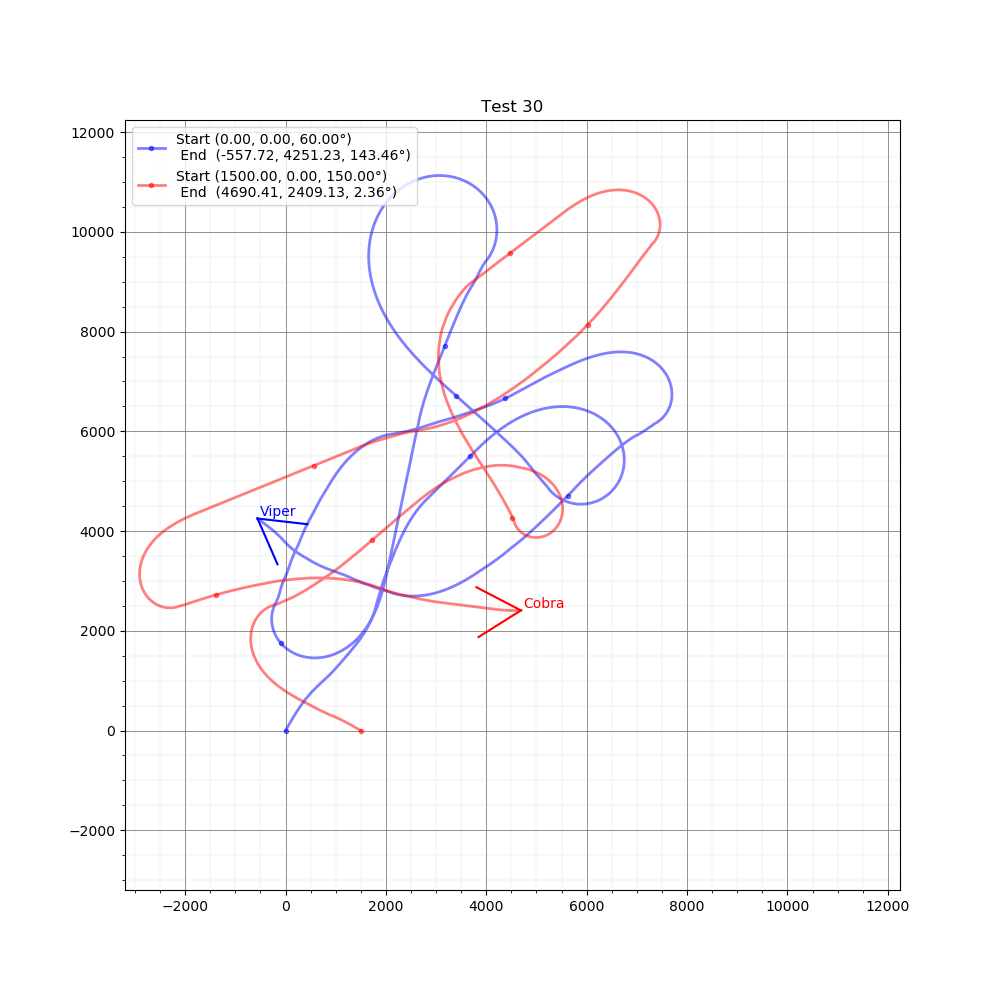 Test 30
Start (0.00, 0.00, 60.00°)
End  (-557.72, 4251.23, 143.46°)
Start (1500.00, 0.00, 150.00°)
End  (4690.41, 2409.13, 2.36°)
12000
10000
8000
6000
4000
2000
0
−2000
Viper
Cobra
−2000 0 2000 4000 6000 8000 10000 12000